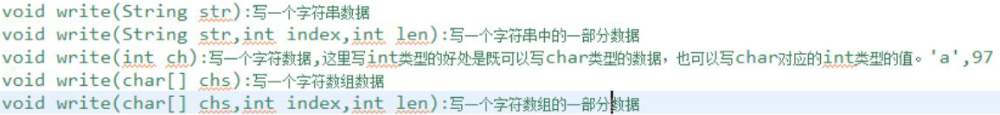 void write(String str):写一个字符串数据
void write(String str,int index,int len):写一个字符串中的一部分数据
void write(int ch):写一个字符数据,这里写int类型的好处是既可以写char类型的数据，也可以写char对应的int类型的值。'a',97
void write(char[] chs):写一个字符数组数据
void write(char[] chs,int index,int len):写一个字符数组的一部分数据